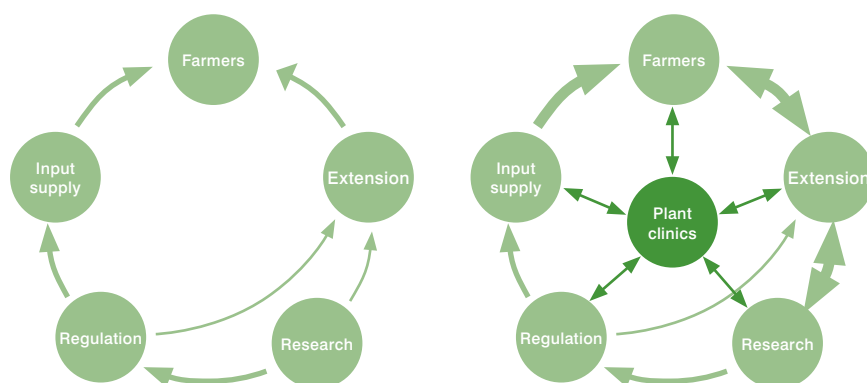 Farmers
Input
supply
Extension
Regulation
Research
Farmers
Input
supply
Extension
Plant
clinics
Regulation
Research